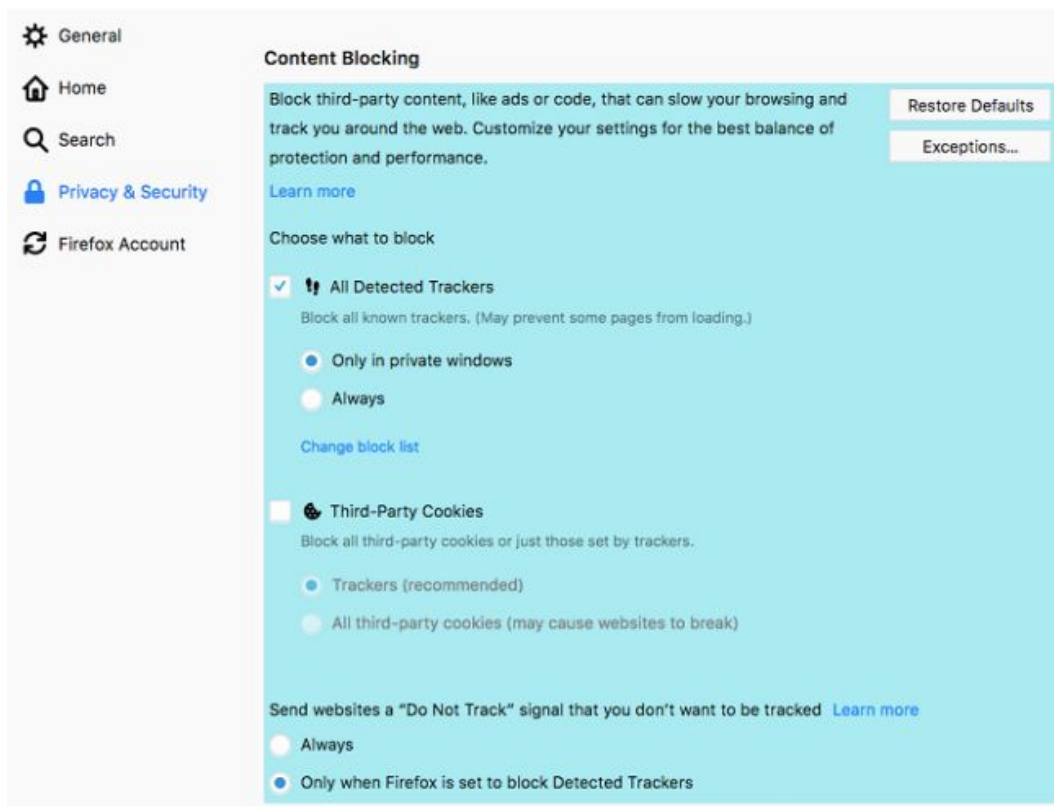 General
Home
Search
Privacy & Security
Firefox Account
Content Blocking
Block third-party content, like ads or code, that can slow your browsing and
track you around the web. Customize your settings for the best balance of
protection and performance.
Learn more
Restore Defaults
Exceptions...
Choose what to block
All Detected Trackers
Block all known trackers. (May prevent some pages from loading.)
Only in private windows
Always
Change block list
Third-Party Cookies
Block all third-party cookies or just those set by trackers.
Trackers (recommended)
All third-party cookies (may cause websites to break)
Send websites a “Do Not Track” signal that you don’t want to be tracked Learn more
Always
Only when Firefox is set to block Detected Trackers